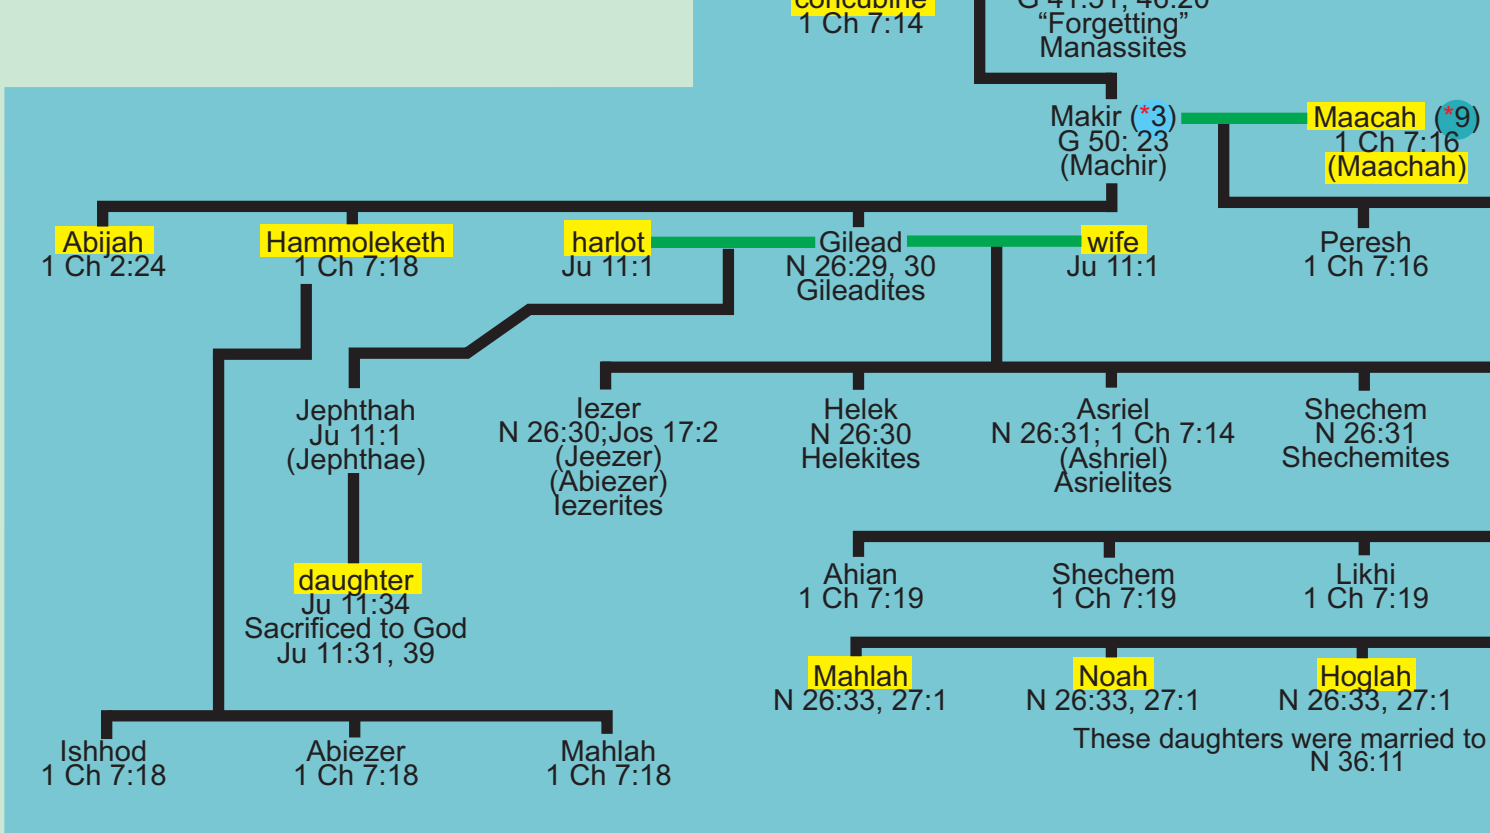 concubine
1 Ch 7:14
G 41:51, 46:20
“Forgetting”
Manassites
Makir (*3)
G 50: 23
(Machir)
Maacah (*9)
1 Ch 7:16
(Maachah)
Abijah
1 Ch 2:24
Hammoleketh
1 Ch 7:18
harlot
Ju 11:1
Gilead
N 26:29, 30
Gileadites
wife
Ju 11:1
Peresh
1 Ch 7:16
Jephthah
Ju 11:1
(Jephthae)
Iezer
N 26:30;Jos 17:2
(Jeezer)
(Abiezer)
Iezerites
Helek
N 26:30
Helekites
Asriel
N 26:31; 1 Ch 7:14
(Ashriel)
Asrielites
Shechem
N 26:31
Shechemites
daughter
Ju 11:34
Sacrificed to God
Ju 11:31, 39
Ahian
1 Ch 7:19
Shechem
1 Ch 7:19
Likhi
1 Ch 7:19
Mahlah
N 26:33, 27:1
Noah
N 26:33, 27:1
Hoglah
N 26:33, 27:1
These daughters were married to
N 36:11
Ishhod
1 Ch 7:18
Abiezer
1 Ch 7:18
Mahlah
1 Ch 7:18